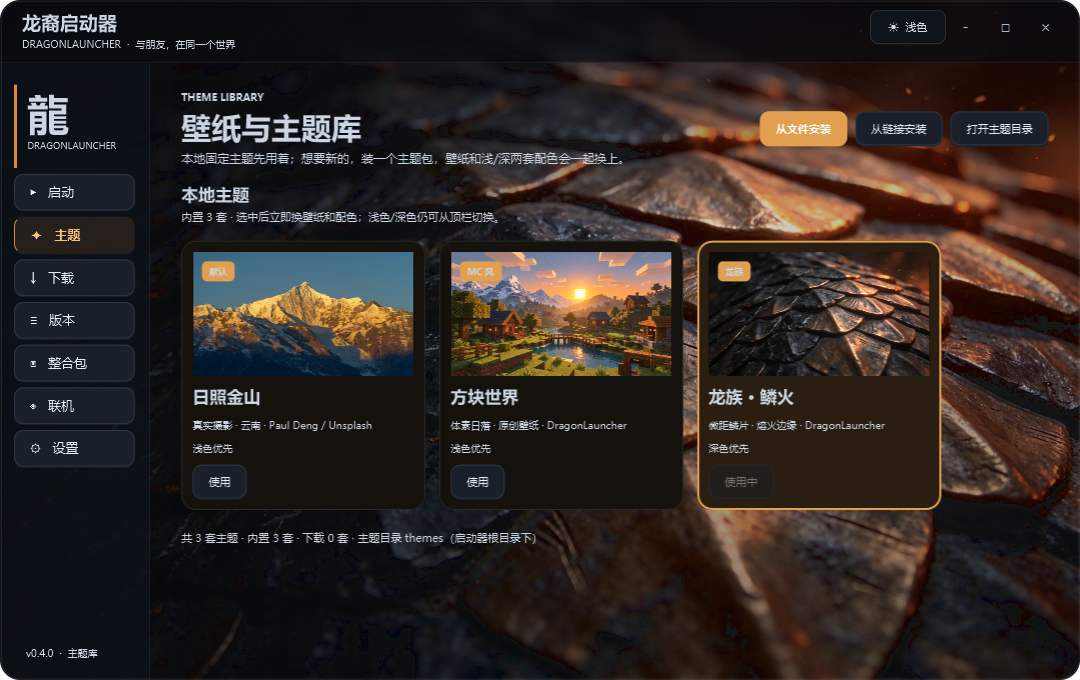 龙裔启动器
DRAGONLAUNCHER · 与朋友，在同一个世界
☀ 浅色
龍
DRAGONLAUNCHER
启动
主题
下载
版本
整合包
联机
设置
v0.4.0 · 主题库
THEME LIBRARY
壁纸与主题库
本地固定主题先用着；想要新的，装一个主题包，壁纸和浅/深两套配色会一起换上。
从文件安装
从链接安装
打开主题目录
本地主题
内置 3 套 · 选中后立即换壁纸和配色；浅色/深色仍可从顶栏切换。
默认
日照金山
真实摄影 · 云南 · Paul Deng / Unsplash
浅色优先
使用
MC 风
方块世界
体素日落 · 原创壁纸 · DragonLauncher
浅色优先
使用
龙族
龙族 · 鳞火
微距鳞片 · 熔火边缘 · DragonLauncher
深色优先
使用中
共 3 套主题 · 内置 3 套 · 下载 0 套 · 主题目录 themes（启动器根目录下）